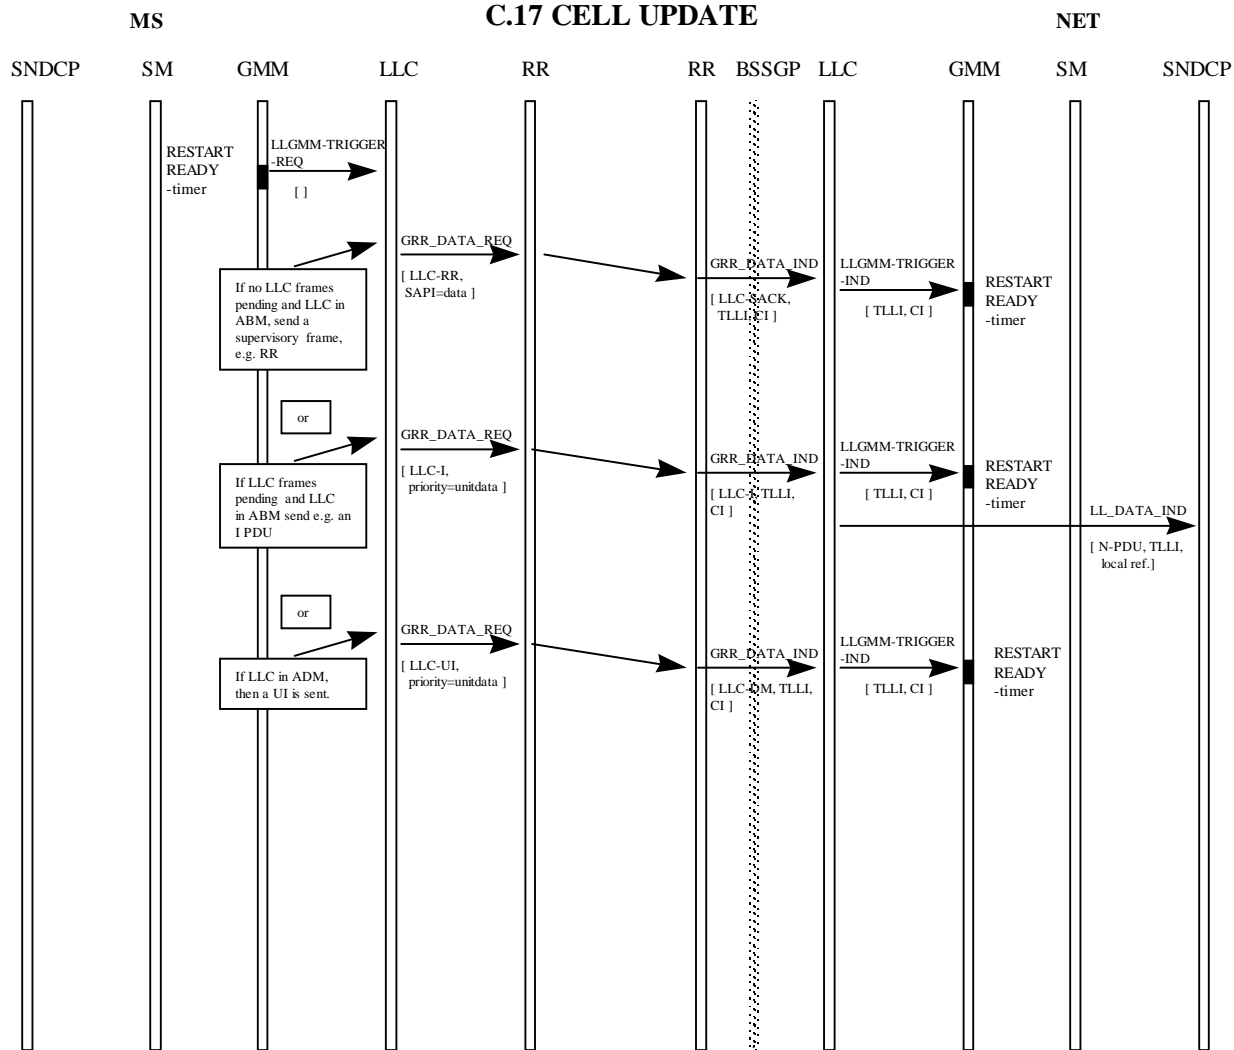 C.17 CELL UPDATE
MS
NET
SNDCP SM GMM LLC RR RR BSSGP LLC GMM SM SNDCP
RESTART
READY
-timer
LLGMM-TRIGGER
-REQ
[ ]
If no LLC frames
pending and LLC in
ABM, send a
supervisory frame,
e.g. RR
GRR_DATA_REQ
[ LLC-RR,
SAPI=data ]
GRR_DATA_IND
[ LLC-SACK,
TLLI, CI ]
LLGMM-TRIGGER
-IND
[ TLLI, CI ]
RESTART
READY
-timer
or
If LLC frames
pending and LLC
in ABM send e.g. an
I PDU
GRR_DATA_REQ
[ LLC-I,
priority=unitdata ]
GRR_DATA_IND
[ LLC-I, TLLI,
CI ]
LLGMM-TRIGGER
-IND
[ TLLI, CI ]
RESTART
READY
-timer
LL_DATA_IND
[ N-PDU, TLLI,
local ref.]
or
If LLC in ADM,
then a UI is sent.
GRR_DATA_REQ
[ LLC-UI,
priority=unitdata ]
GRR_DATA_IND
[ LLC-DM, TLLI,
CI ]
LLGMM-TRIGGER
-IND
[ TLLI, CI ]
RESTART
READY
-timer